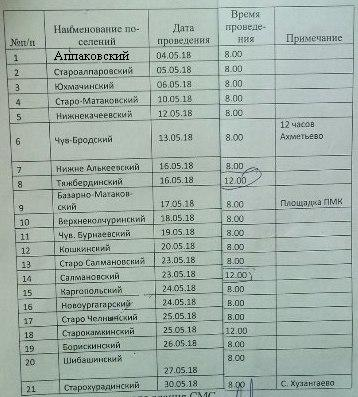 №п/п Наименование по- Дата Время Примечание
селений проведения проведе-
ния
1 Аппаковский 04.05.18 8.00
2 Староалпаровский 05.05.18 8.00
3 Юхмачинский 06.05.18 8.00
4 Старо-Матаковский 10.05.18 8.00
5 Нижнекачеевский 12.05.18 8.00
6 Чув-Бродский 13.05.18 8.00 12 часов
Ахметьево
7 Нижне Алькеевский 16.05.18 8.00
8 Тяжбердинский 16.05.18 12.00
9 Базарно-Матаков-
ский 17.05.18 8.00 Площадка ПМК
10 Верхнеколчуринский 18.05.18 8.00
11 Чув. Бурнаевский 19.05.18 8.00
12 Кошкинский 20.05.18 8.00
13 Старо Салмановский 23.05.18 8.00
14 Салмановский 23.05.18 12.00
15 Каргопольский 24.05.18 8.00
16 Новоургагарский 24.05.18 8.00
17 Старо Челнынский 25.05.18 8.00
18 Старокамкинский 25.05.18 12.00
19 Борискинский 26.05.18 8.00
20 Шибашинский 8.00
27.05.18
21 Старохурадинский 30.05.18 8.00 С. Хузангаево